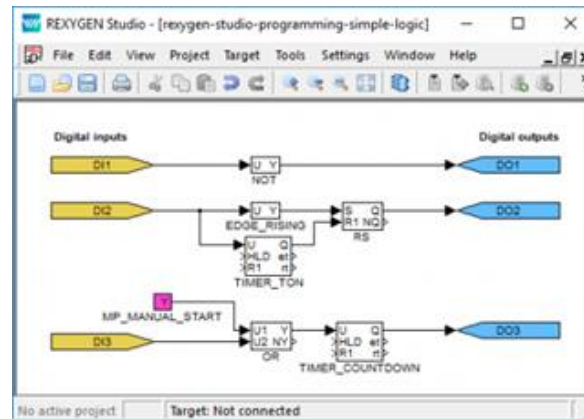 REXYGEN Studio - [rexygen-studio-programming-simple-logic]
File Edit View Project Target Tools Settings Window Help
Digital inputs Digital outputs
DI1 U Y DO1
NOT
DI2 U Y S Q DO2
EDGE_RISING R1 NQ
RS
U Q
HLD et
R1 rt
TIMER_TON
Y
MP_MANUAL_START
U1 Y U Q DO3
DI3 U2 NY HLD et
OR R1 rt
TIMER_COUNTDOWN
No active project Target: Not connected